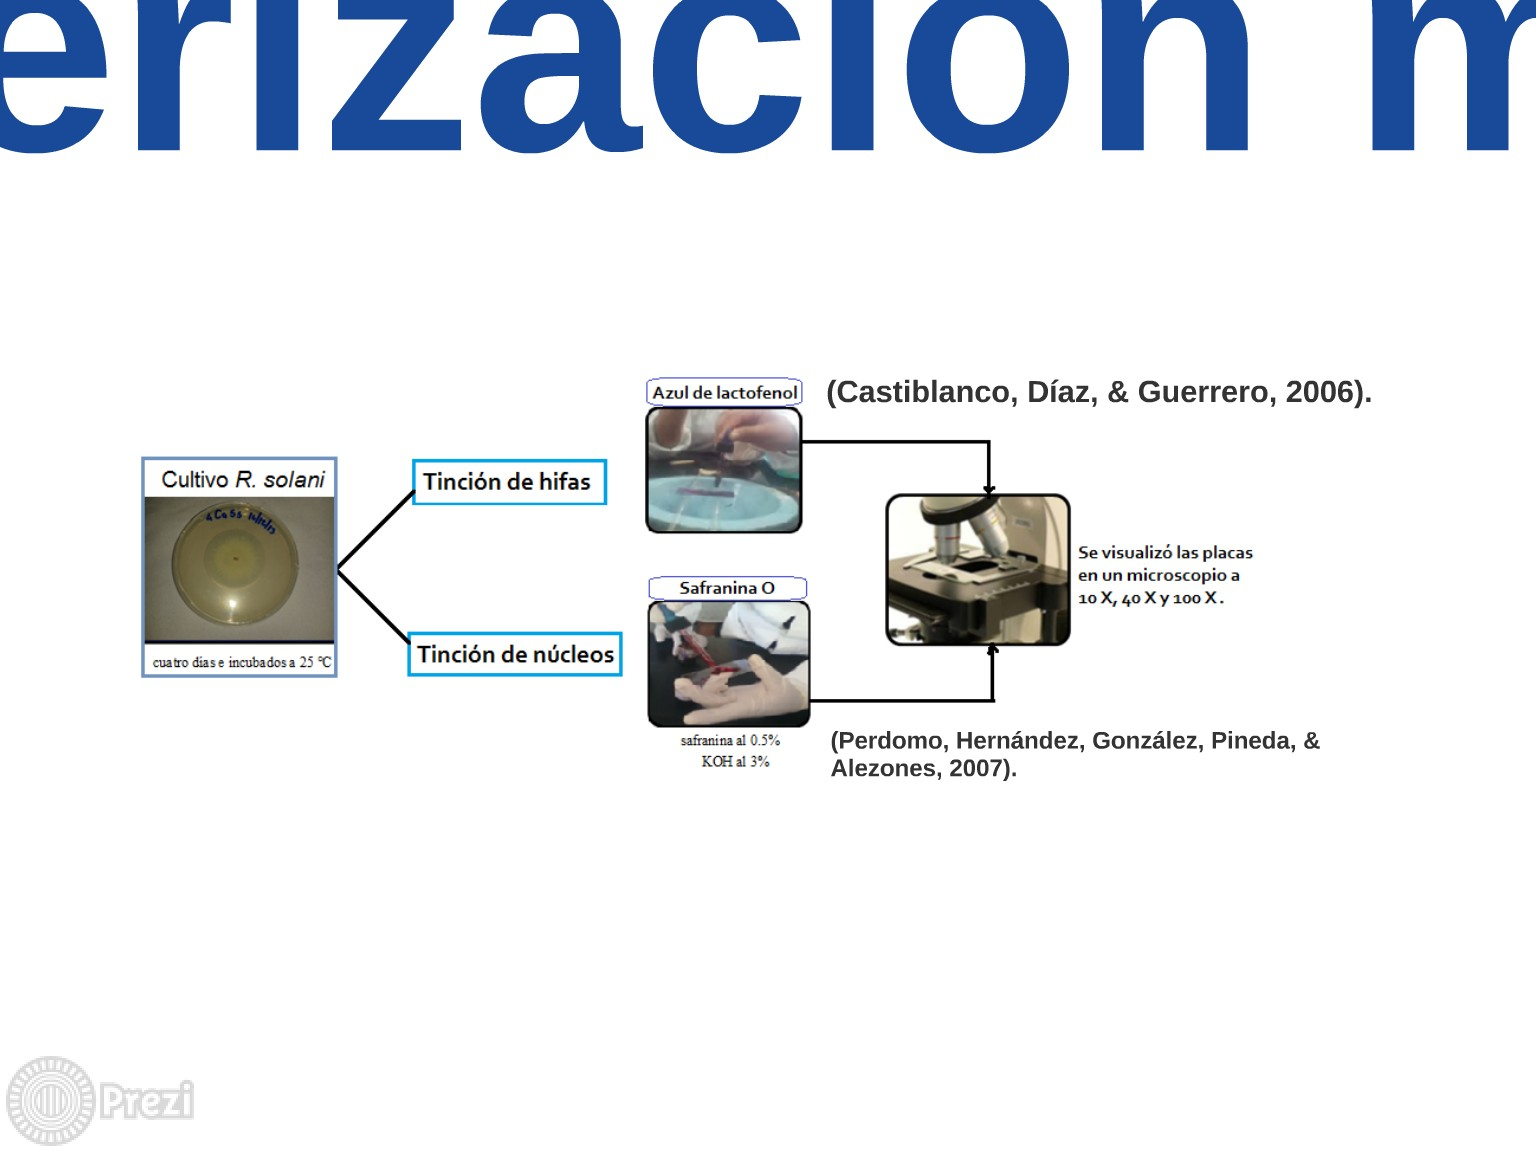 erización m
Azul de lactofenol
(Castiblanco, Díaz, & Guerrero, 2006).
Cultivo R. solani
Tinción de hifas
cuatro días e incubados a 25 °C
Tinción de núcleos
Safranina O
safranina al 0.5%
KOH al 3%
Se visualizó las placas
en un microscopio a
10 X, 40 X y 100 X .
(Perdomo, Hernández, González, Pineda, &
Alezones, 2007).
Prezi